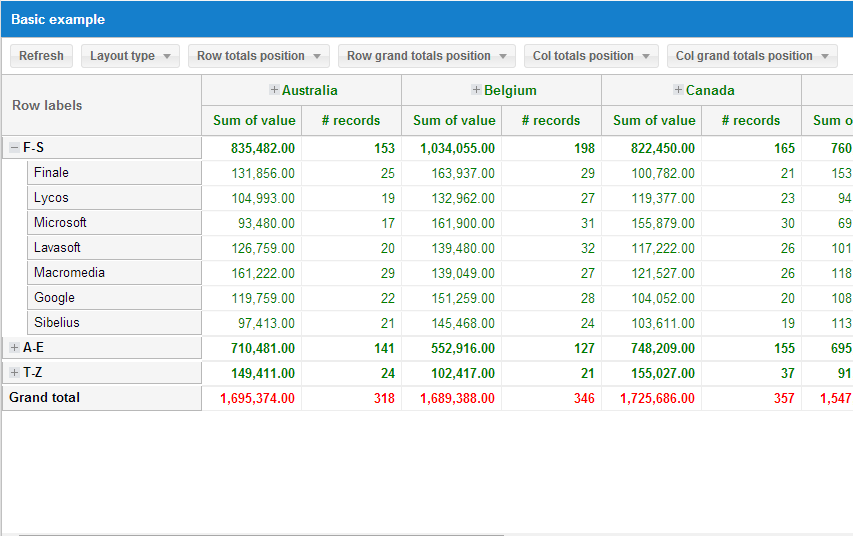 Basic example
Refresh Layout type Row totals position Row grand totals position Col totals position Col grand totals position
Row labels + Australia + Belgium + Canada
Sum of value # records Sum of value # records Sum of value # records Sum o
− F-S 835,482.00 153 1,034,055.00 198 822,450.00 165 760
Finale 131,856.00 25 163,937.00 29 100,782.00 21 153
Lycos 104,993.00 19 132,962.00 27 119,377.00 23 94
Microsoft 93,480.00 17 161,900.00 31 155,879.00 30 69
Lavasoft 126,759.00 20 139,480.00 32 117,222.00 26 101
Macromedia 161,222.00 29 139,049.00 27 121,527.00 26 118
Google 119,759.00 22 151,259.00 28 104,052.00 20 108
Sibelius 97,413.00 21 145,468.00 24 103,611.00 19 113
+ A-E 710,481.00 141 552,916.00 127 748,209.00 155 695
+ T-Z 149,411.00 24 102,417.00 21 155,027.00 37 91
Grand total 1,695,374.00 318 1,689,388.00 346 1,725,686.00 357 1,547